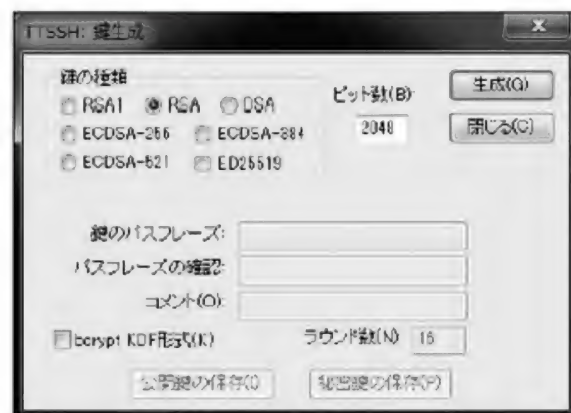 TTSSH: 鍵生成
鍵の種類
RSA1 RSA DSA
ECDSA-256 ECDSA-384
ECDSA-521 ED25519
ビット数(B):
2048
生成(G)
閉じる(C)
鍵のパスフレーズ:
パスフレーズの確認:
コメント(O):
bcrypt KDF形式(K)
ラウンド数(N)
16
公開鍵の保存(I)
秘密鍵の保存(P)